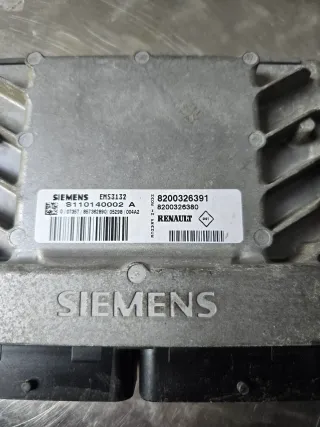 SIEMENS EMS3132
S110140002 A
8200326391
8200326380
RENAULT
SIEMENS